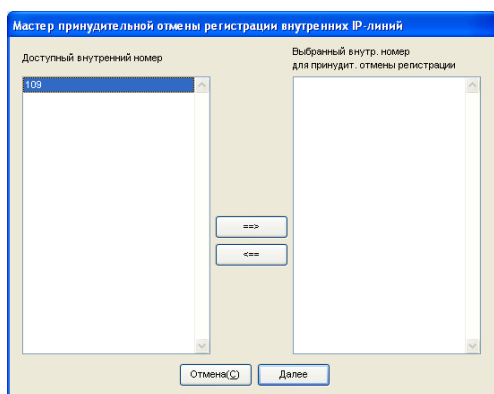 Мастер принудительной отмены регистрации внутренних IP-линий
Доступный внутренний номер
Выбранный внутр. номер
для принудит. отмены регистрации
109
==>
<==
Отмена(C)
Далее